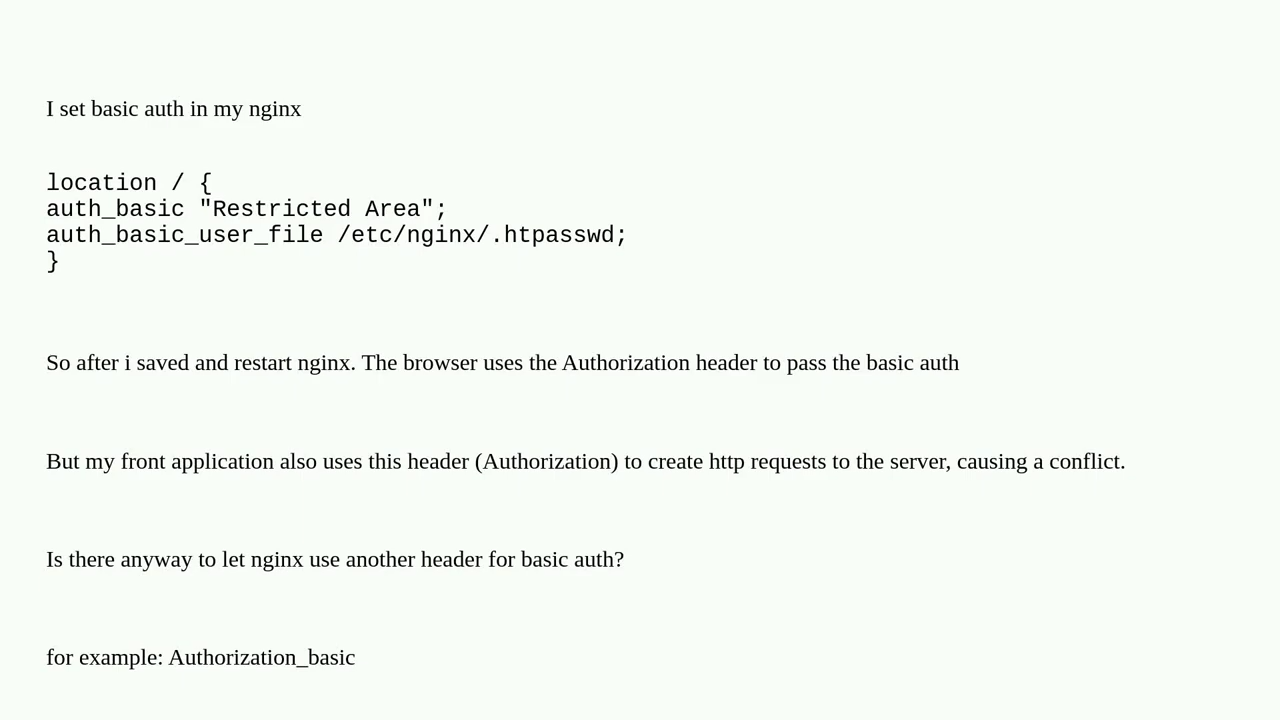 I set basic auth in my nginx
location / {
auth_basic "Restricted Area";
auth_basic_user_file /etc/nginx/.htpasswd;
}
So after i saved and restart nginx. The browser uses the Authorization header to pass the basic auth
But my front application also uses this header (Authorization) to create http requests to the server, causing a conflict.
Is there anyway to let nginx use another header for basic auth?
for example: Authorization_basic